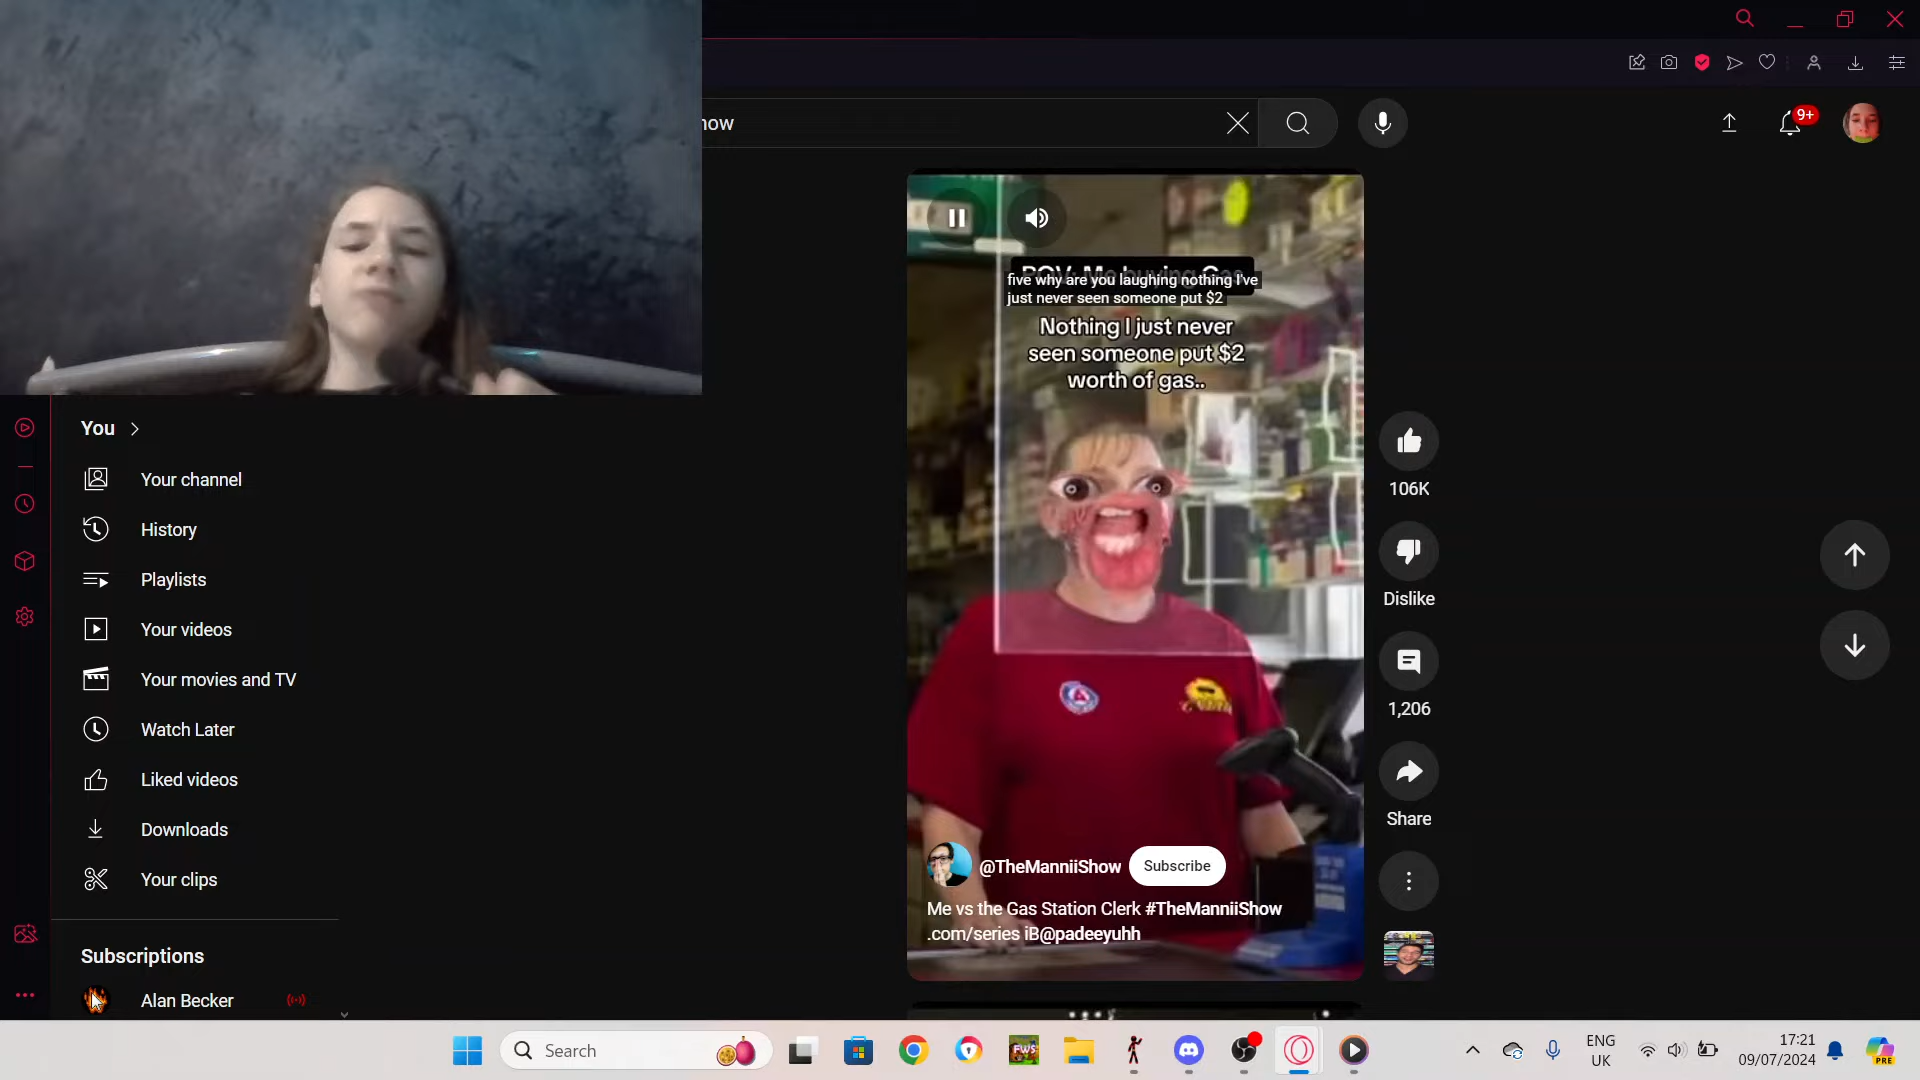 how
9+
five why are you laughing nothing I've
just never seen someone put $2
Nothing I just never
seen someone put $2
worth of gas..
You
Your channel
History
Playlists
Your videos
Your movies and TV
Watch Later
Liked videos
Downloads
Your clips
Subscriptions
Alan Becker
106K
Dislike
1,206
Share
@TheManniiShow
Subscribe
Me vs the Gas Station Clerk #TheManniiShow
.com/series iB@padeeyuhh
Search
FWS
ENG
UK
17:21
09/07/2024
PRE